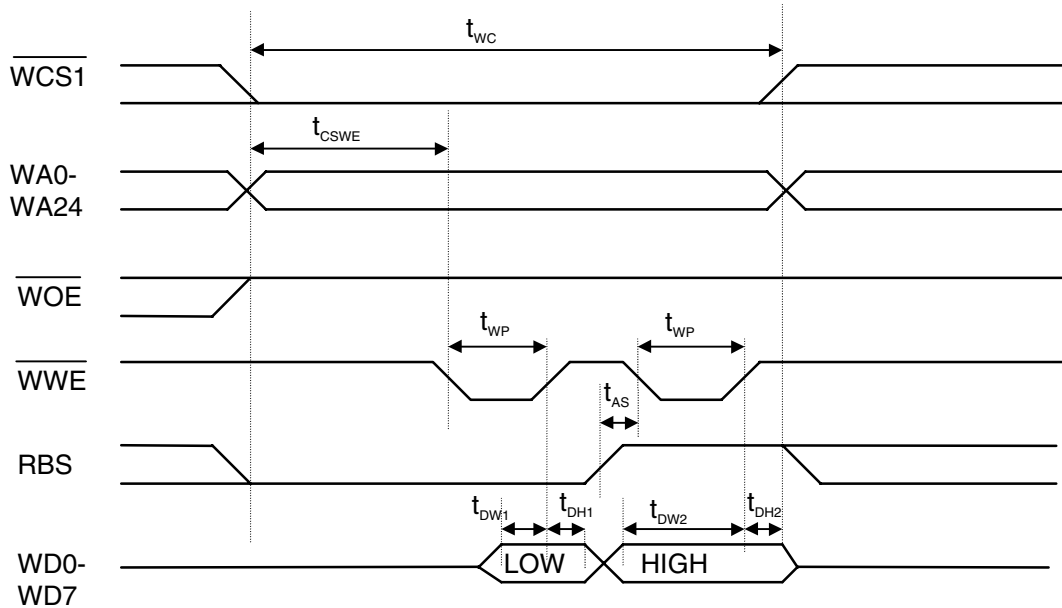 tWC
WCS1
tCSWE
WA0-
WA24
WOE
tWP
tWP
WWE
tAS
RBS
tDW1
tDH1
tDW2
tDH2
LOW
HIGH
WD0-
WD7